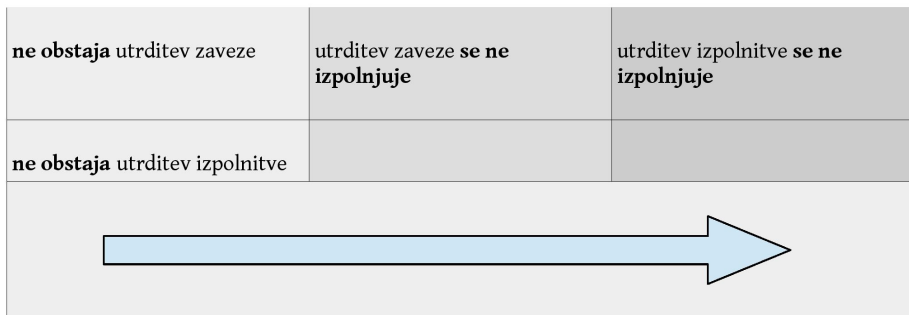 ne obstaja utrditev zaveze
utrditev zaveze se ne
izpolnjuje
utrditev izpolnitve se ne
izpolnjuje
ne obstaja utrditev izpolnitve